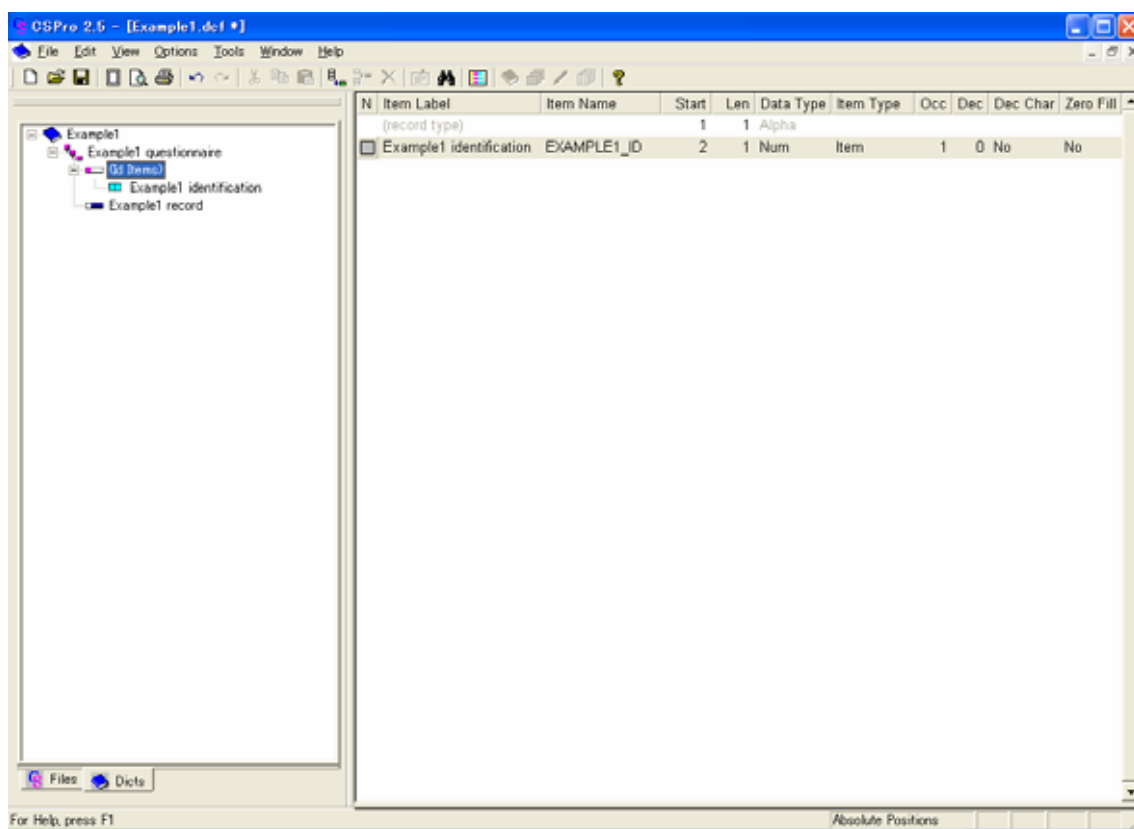 CSPro 2.5 - [Example1.dcf *]
File Edit View Options Tools Window Help
Example1
Example1 questionnaire
(Id Items)
Example1 identification
Example1 record
N Item Label Item Name Start Len Data Type Item Type Occ Dec Dec Char Zero Fill
(record type) 1 1 Alpha
Example1 identification EXAMPLE1_ID 2 1 Num Item 1 0 No No
Files Dicts
For Help, press F1 Absolute Positions